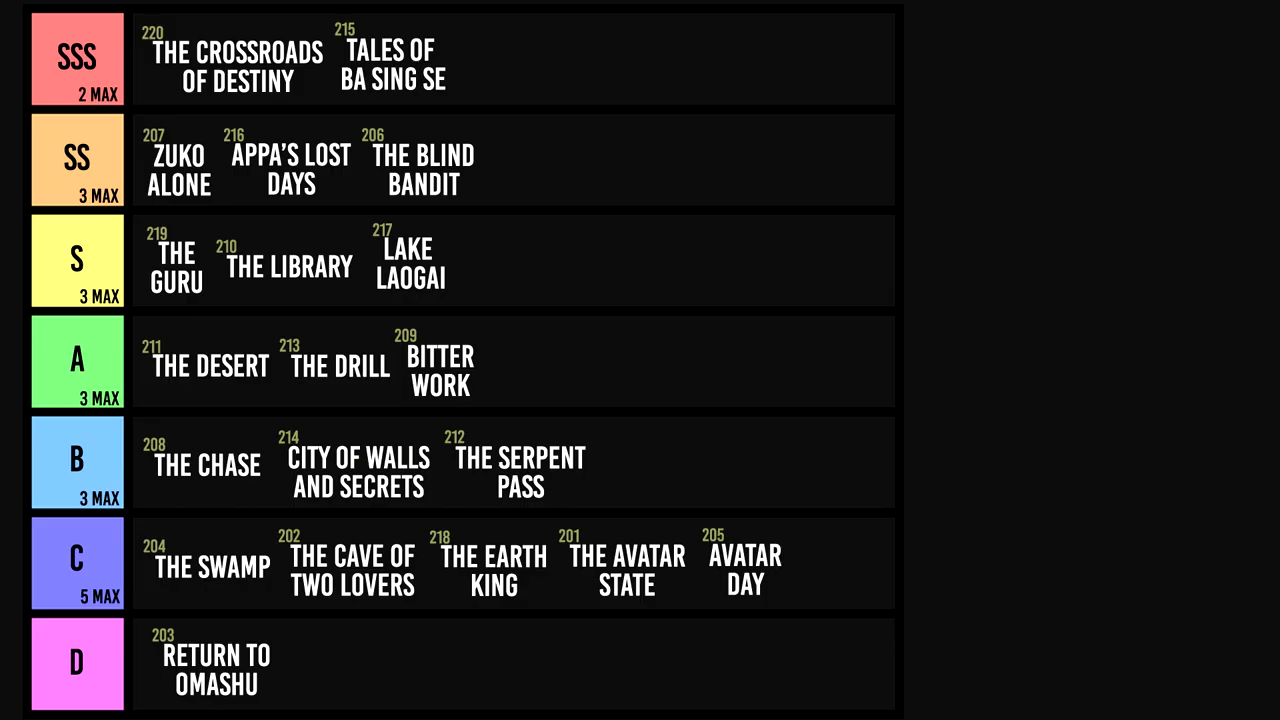 SSS
2 MAX
220
THE CROSSROADS
OF DESTINY
215
TALES OF
BA SING SE
SS
3 MAX
207
ZUKO
ALONE
216
APPA'S LOST
DAYS
206
THE BLIND
BANDIT
S
3 MAX
219
THE
GURU
210
THE LIBRARY
217
LAKE
LAOGAI
A
3 MAX
211
THE DESERT
213
THE DRILL
209
BITTER
WORK
B
3 MAX
208
THE CHASE
214
CITY OF WALLS
AND SECRETS
212
THE SERPENT
PASS
C
5 MAX
204
THE SWAMP
202
THE CAVE OF
TWO LOVERS
218
THE EARTH
KING
201
THE AVATAR
STATE
205
AVATAR
DAY
D
203
RETURN TO
OMASHU